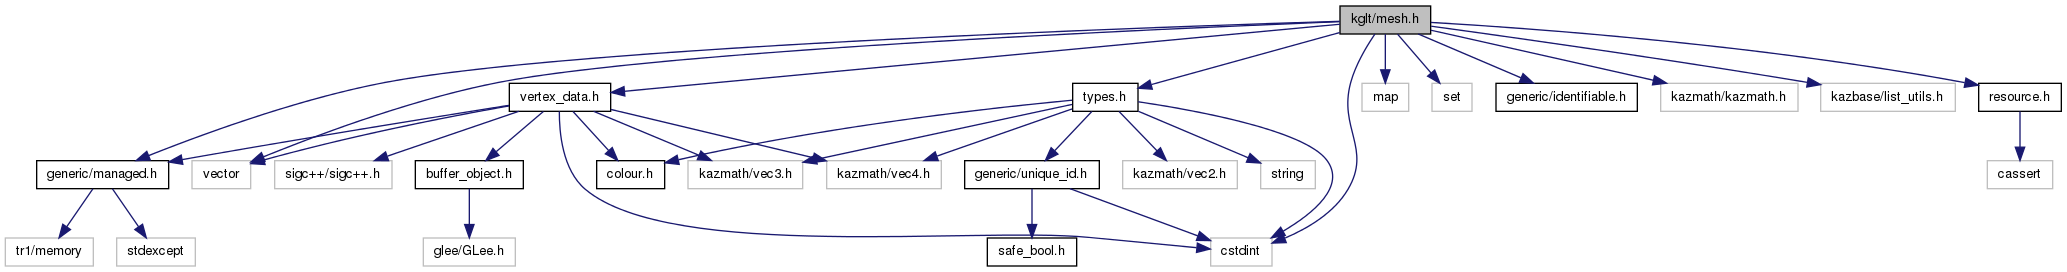 kglt/mesh.h
vertex_data.h
types.h
map
set
generic/identifiable.h
kazmath/kazmath.h
kazbase/list_utils.h
resource.h
generic/managed.h
vector
sigc++/sigc++.h
buffer_object.h
colour.h
kazmath/vec3.h
kazmath/vec4.h
generic/unique_id.h
kazmath/vec2.h
string
cassert
tr1/memory
stdexcept
glee/GLee.h
safe_bool.h
cstdint